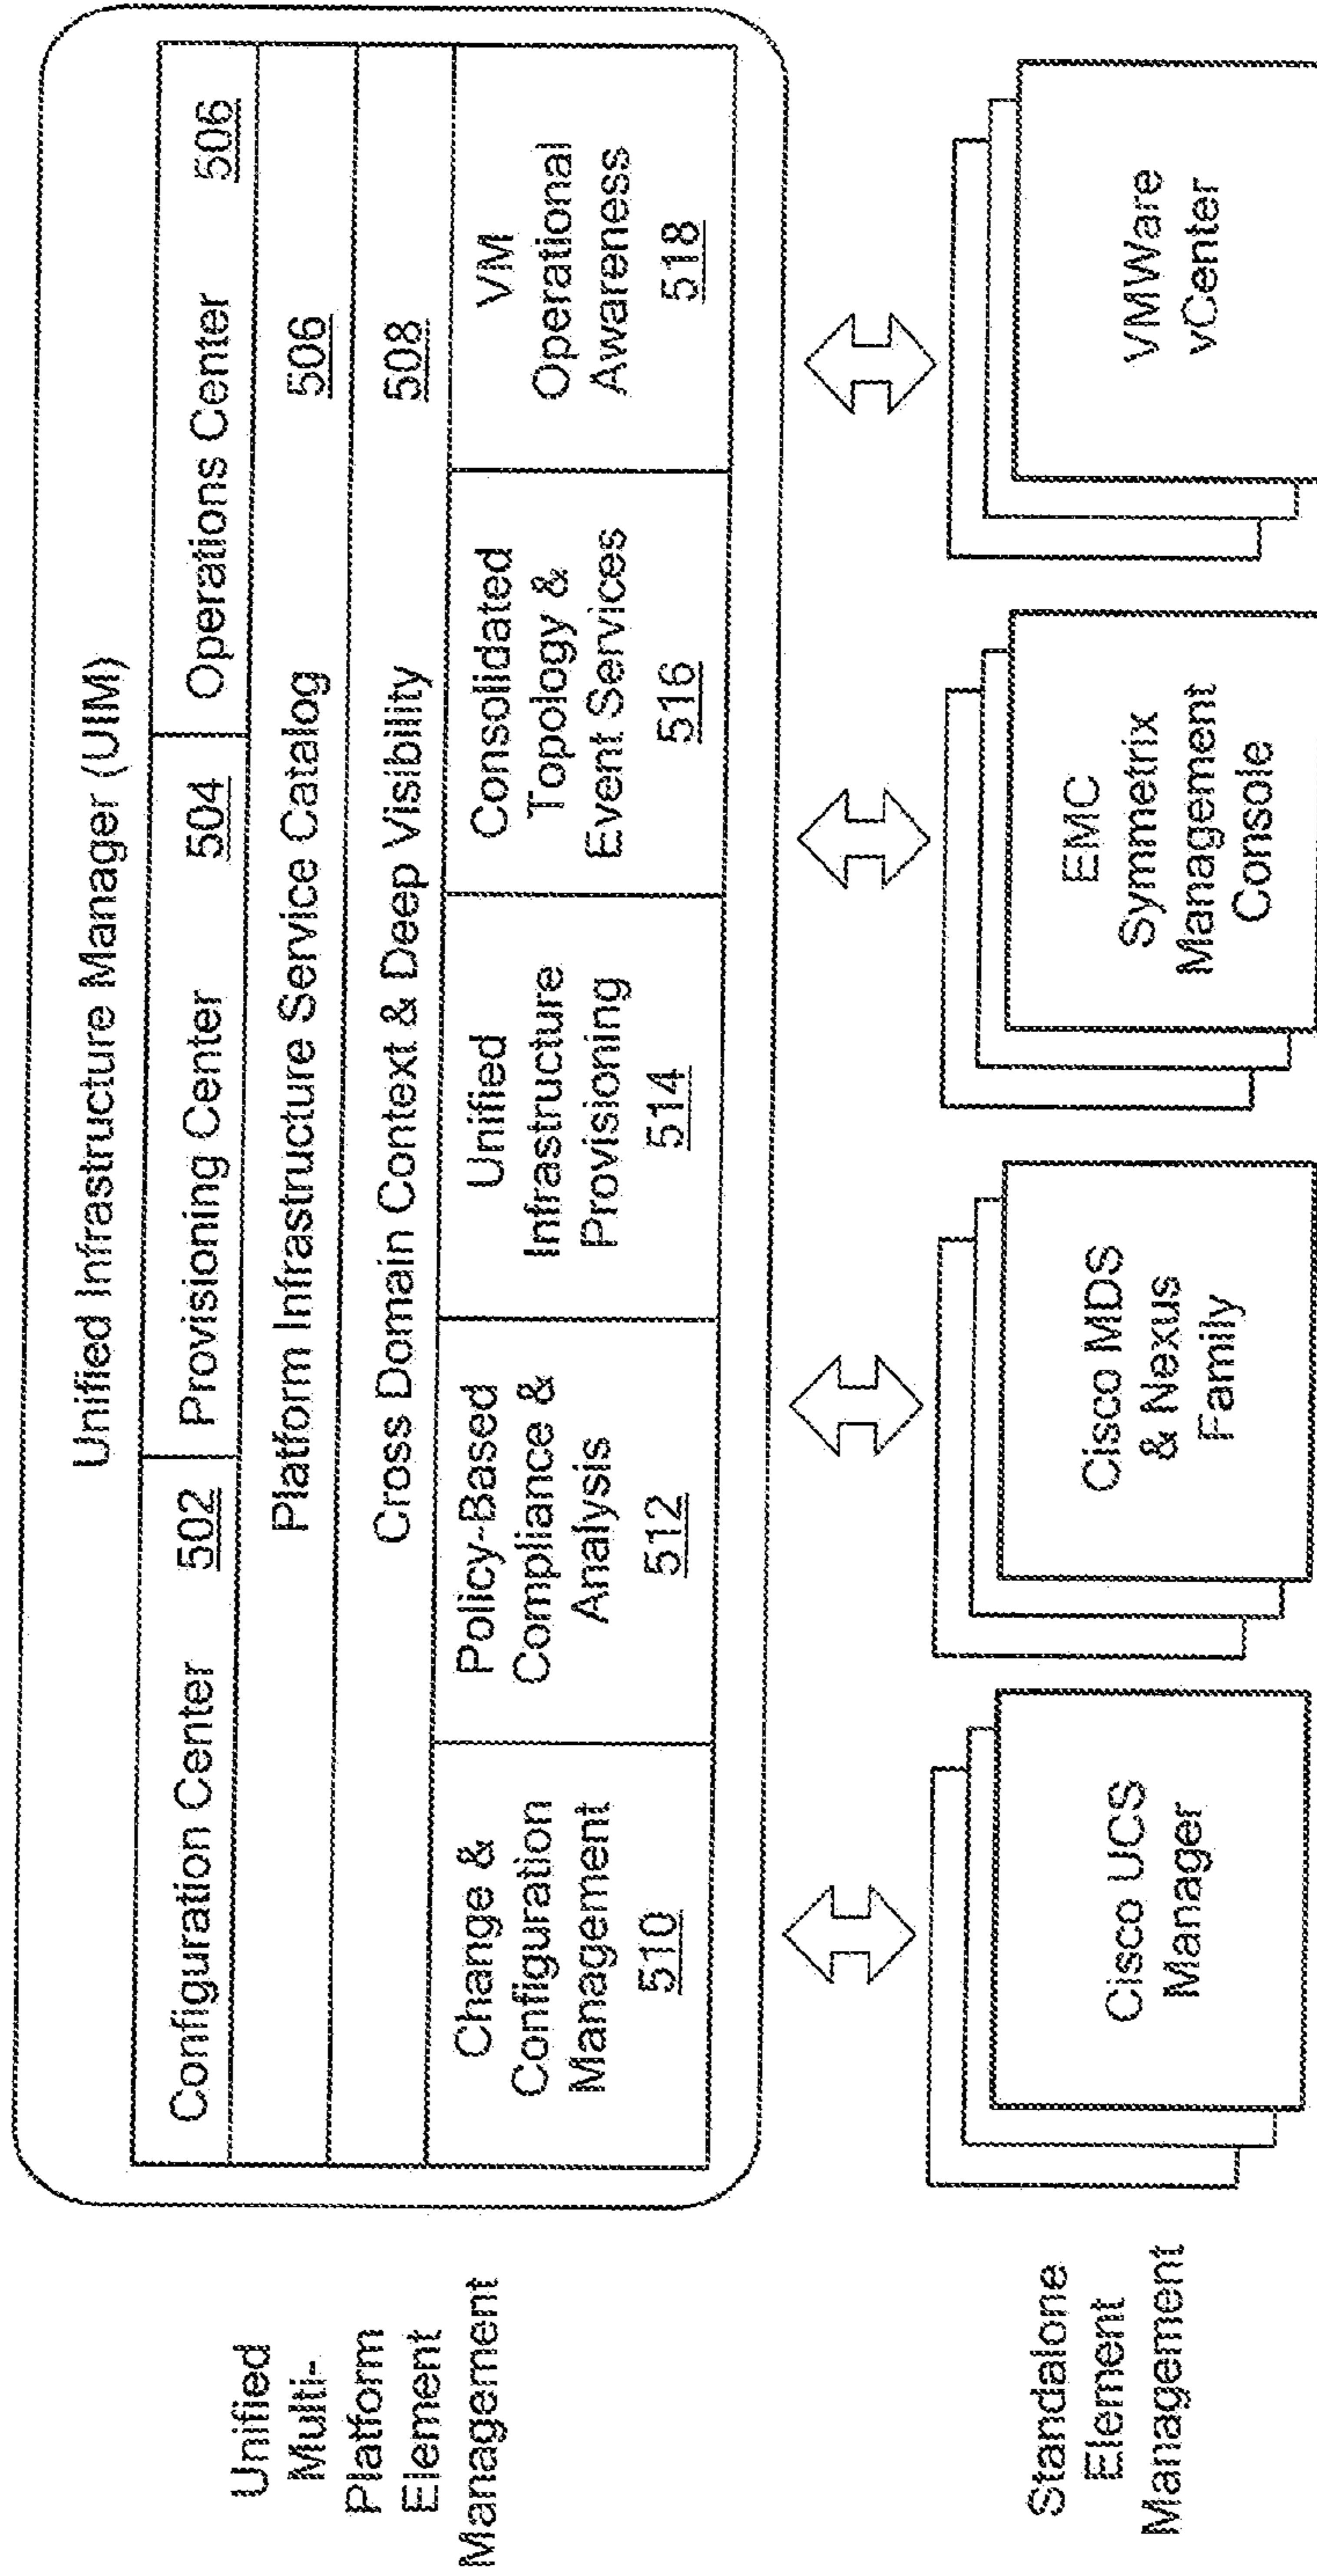 Unified Infrastructure Manager (UIM)
Configuration Center 502
Provisioning Center 504
Operations Center 506
Platform Infrastructure Service Catalog 506
Cross Domain Context & Deep Visibility 508
Change &
Configuration
Management
510
Policy-Based
Compliance &
Analysis
512
Unified
Infrastructure
Provisioning
514
Consolidated
Topology &
Event Services
516
VM
Operational
Awareness
518
Unified
Multi-
Platform
Element
Management
Cisco UCS
Manager
Cisco MDS
& Nexus
Family
EMC
Symmetrix
Management
Console
VMWare
vCenter
Standalone
Element
Management